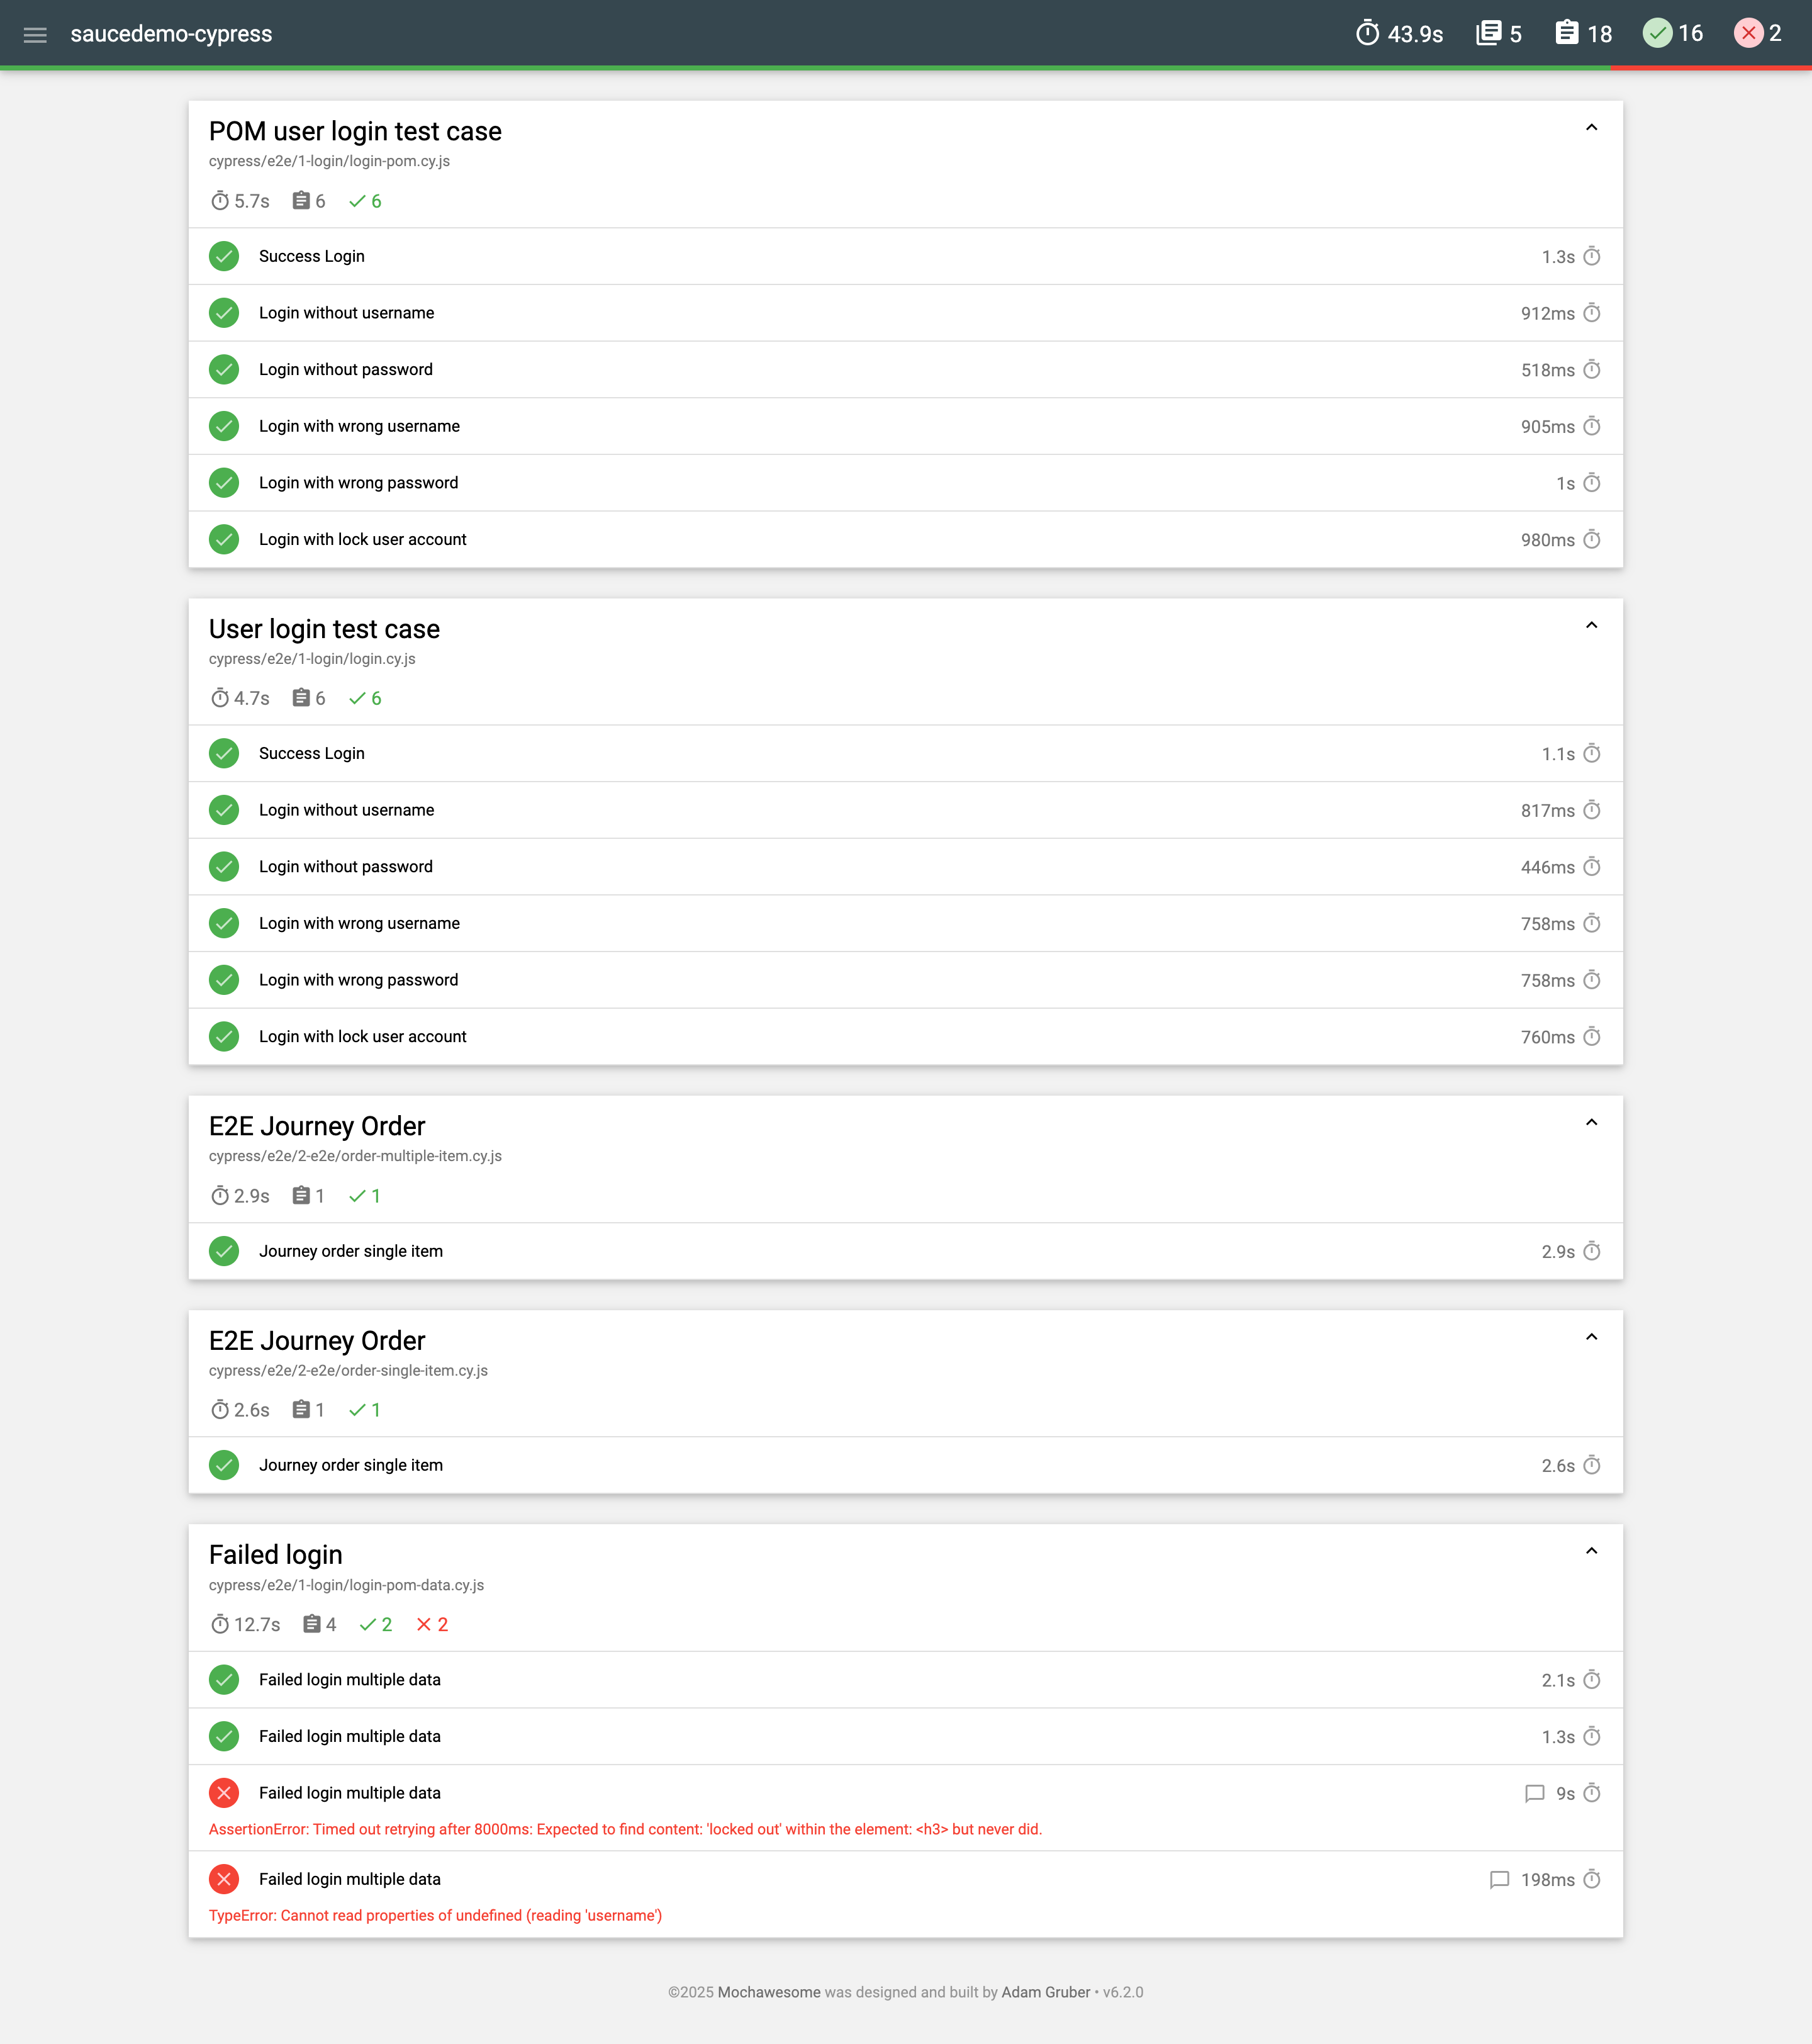 saucedemo-cypress 43.9s 5 18 16 2
POM user login test case
cypress/e2e/1-login/login-pom.cy.js
5.7s 6 6
Success Login 1.3s
Login without username 912ms
Login without password 518ms
Login with wrong username 905ms
Login with wrong password 1s
Login with lock user account 980ms
User login test case
cypress/e2e/1-login/login.cy.js
4.7s 6 6
Success Login 1.1s
Login without username 817ms
Login without password 446ms
Login with wrong username 758ms
Login with wrong password 758ms
Login with lock user account 760ms
E2E Journey Order
cypress/e2e/2-e2e/order-multiple-item.cy.js
2.9s 1 1
Journey order single item 2.9s
E2E Journey Order
cypress/e2e/2-e2e/order-single-item.cy.js
2.6s 1 1
Journey order single item 2.6s
Failed login
cypress/e2e/1-login/login-pom-data.cy.js
12.7s 4 2 2
Failed login multiple data 2.1s
Failed login multiple data 1.3s
Failed login multiple data 9s
AssertionError: Timed out retrying after 8000ms: Expected to find content: 'locked out' within the element: <h3> but never did.
Failed login multiple data 198ms
TypeError: Cannot read properties of undefined (reading 'username')
©2025 Mochawesome was designed and built by Adam Gruber • v6.2.0